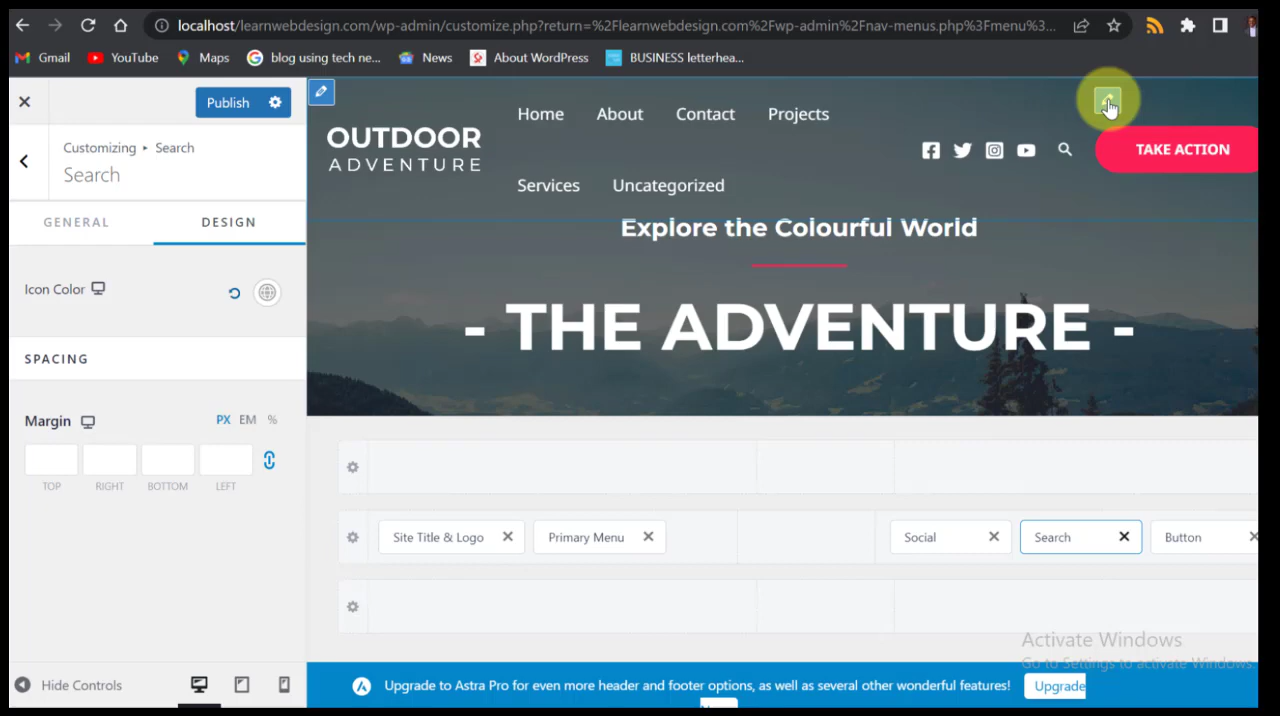 localhost/learnwebdesign.com/wp-admin/customize.php?return=%2Flearnwebdesign.com%2Fwp-admin%2Fnav-menus.php%3Fmenu%3...
Gmail YouTube Maps blog using tech ne... News About WordPress BUSINESS letterhea...
Publish
Customizing ▸ Search
Search
GENERAL DESIGN
Icon Color
SPACING
Margin PX EM %
TOP RIGHT BOTTOM LEFT
Hide Controls
OUTDOOR
ADVENTURE
Home About Contact Projects
Services Uncategorized
TAKE ACTION
Explore the Colourful World
- THE ADVENTURE -
Site Title & Logo Primary Menu Social Search Button
Activate Windows
Go to Settings to activate Windows.
Upgrade to Astra Pro for even more header and footer options, as well as several other wonderful features! Upgrade